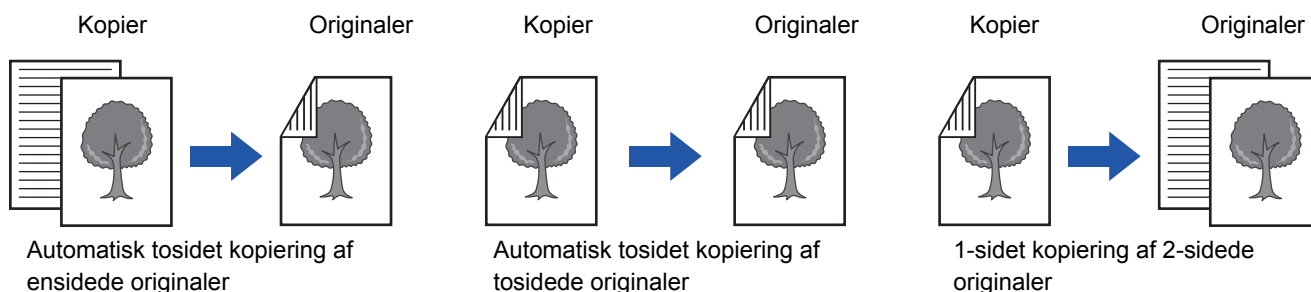 Kopier
Originaler
Kopier
Originaler
Kopier
Originaler
Automatisk tosidet kopiering af
ensidede originaler
Automatisk tosidet kopiering af
tosidede originaler
1-sidet kopiering af 2-sidede
originaler